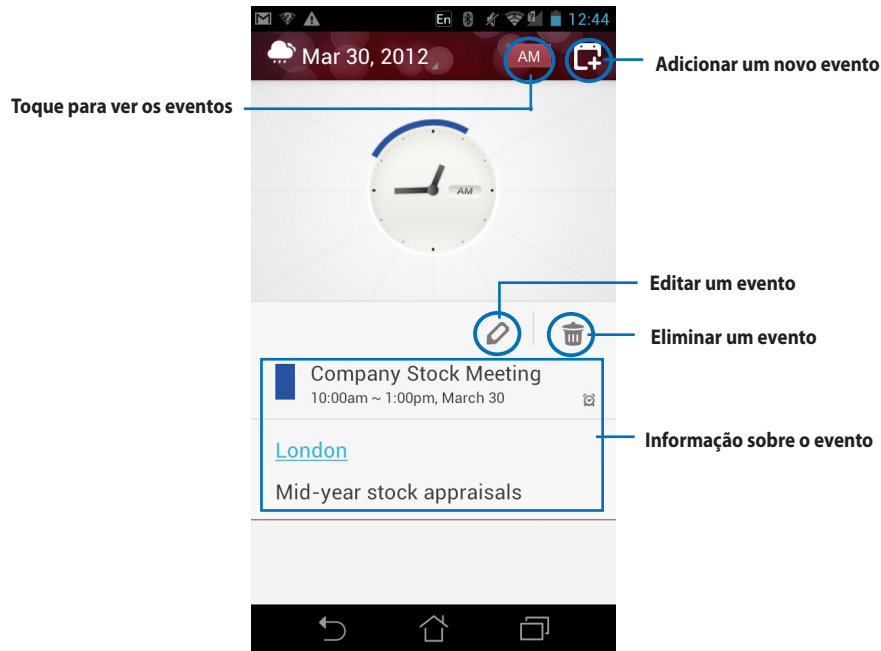 En 12:44
Mar 30, 2012 AM
Adicionar um novo evento
Toque para ver os eventos
AM
Editar um evento
Eliminar um evento
Company Stock Meeting
10:00am ~ 1:00pm, March 30
Informação sobre o evento
London
Mid-year stock appraisals